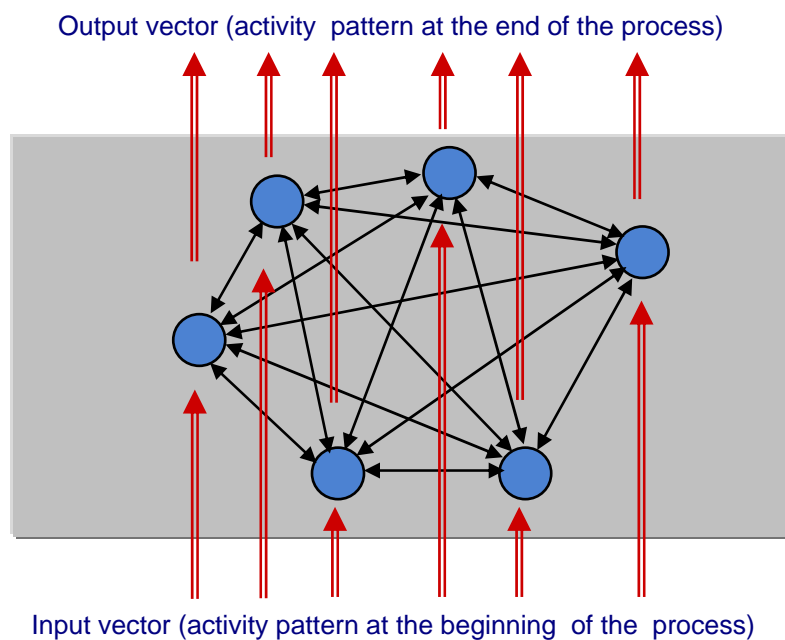 Output vector (activity pattern at the end of the process)
Input vector (activity pattern at the beginning of the process)